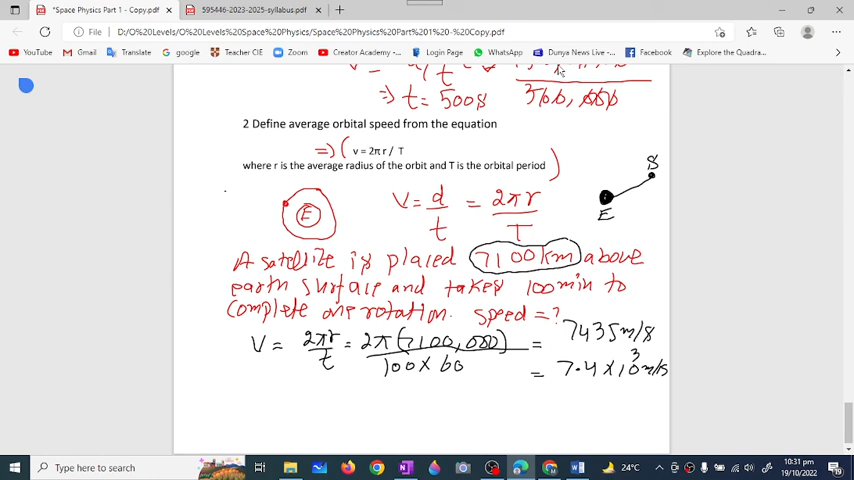 *Space Physics Part 1 - Copy.pdf
595446-2023-2025-syllabus.pdf
File
D:/O%20Levels/O%20Levels%20Space%20Physics/Space%20Physics%20Part%201%20-%20Copy.pdf
YouTube
Gmail
Translate
google
Teacher CIE
Zoom
Creator Academy -...
Login Page
WhatsApp
Dunya News Live -...
Facebook
Explore the Quadra...
=> t = 500s
2 Define average orbital speed from the equation
=> ( v = 2π r / T
where r is the average radius of the orbit and T is the orbital period )
S
E
E
V = d/t = 2πr/T
A satellite is placed 7100km above
earth surface and takes 100min to
complete one rotation. speed = ?
V = 2πr/t = 2π(7100,000)/100 x 60 = 7435m/s
= 7.4 x 10³ m/s
Type here to search
24°C
10:31 pm
19/10/2022